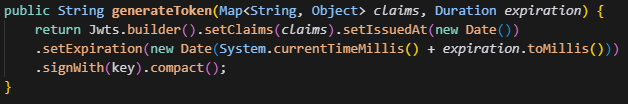 public String generateToken(Map<String, Object> claims, Duration expiration) {
    return Jwts.builder().setClaims(claims).setIssuedAt(new Date())
    .setExpiration(new Date(System.currentTimeMillis() + expiration.toMillis()))
    .signWith(key).compact();
}